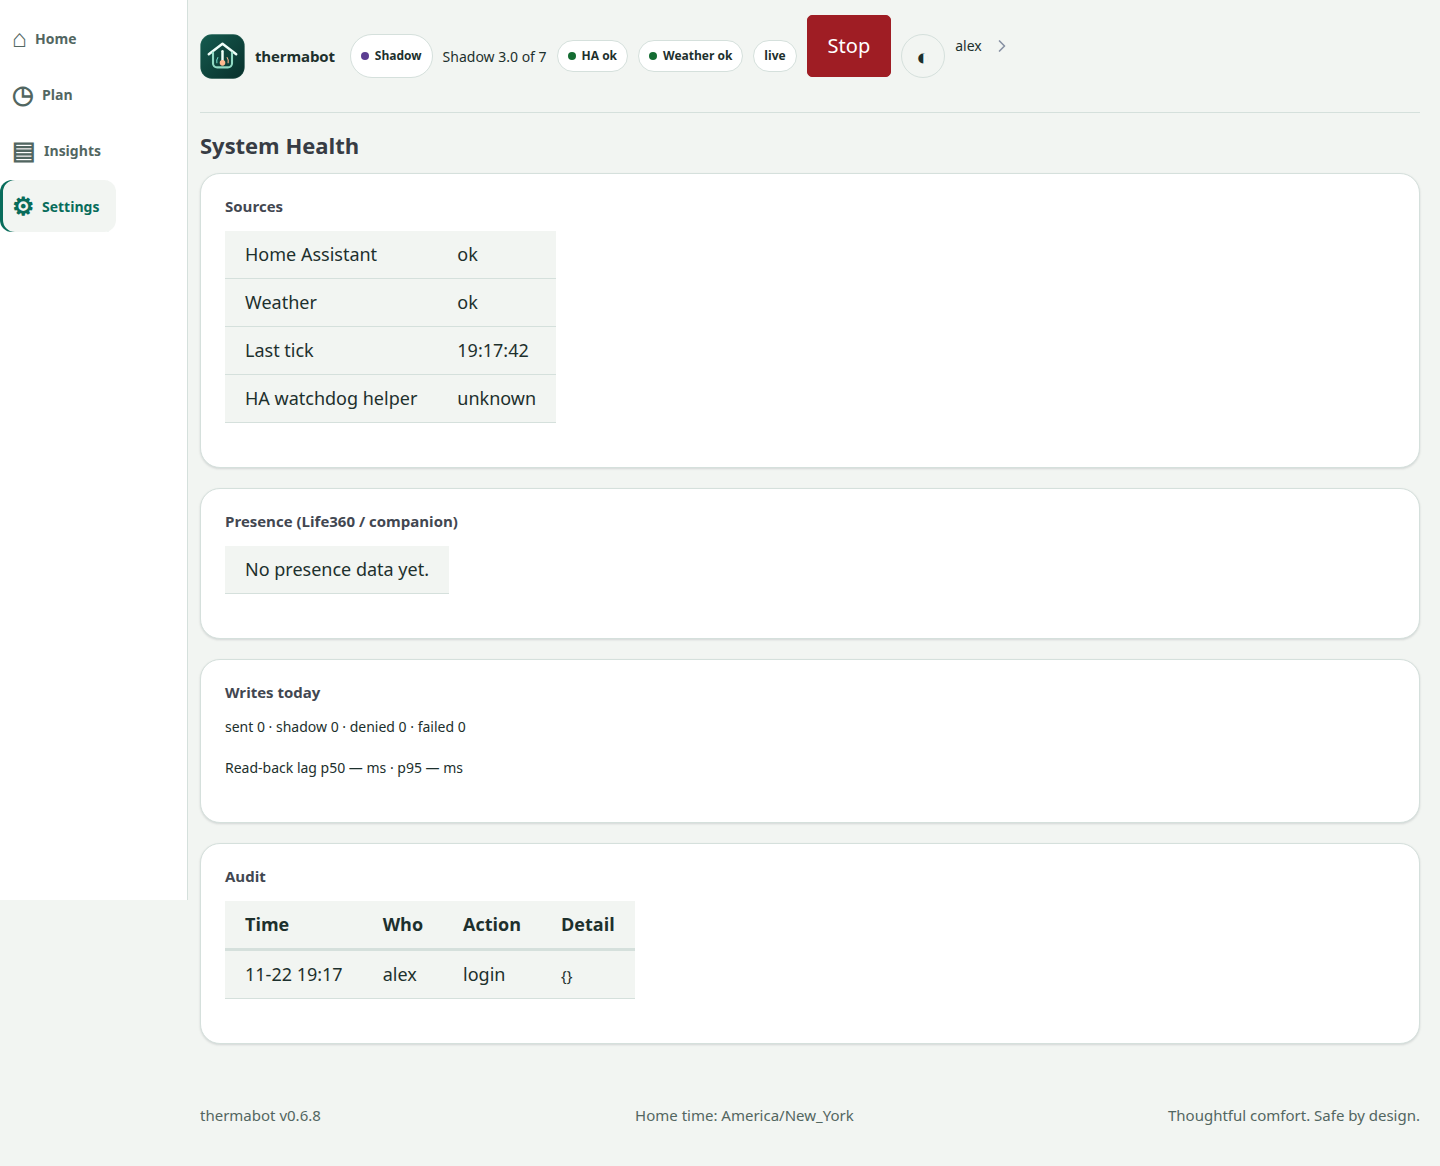 Home
Plan
Insights
Settings
thermabot
Shadow
Shadow 3.0 of 7
HA ok
Weather ok
live
Stop
alex
System Health
Sources
Home Assistant ok
Weather ok
Last tick 19:17:42
HA watchdog helper unknown
Presence (Life360 / companion)
No presence data yet.
Writes today
sent 0 · shadow 0 · denied 0 · failed 0
Read-back lag p50 — ms · p95 — ms
Audit
Time Who Action Detail
11-22 19:17 alex login {}
thermabot v0.6.8
Home time: America/New_York
Thoughtful comfort. Safe by design.